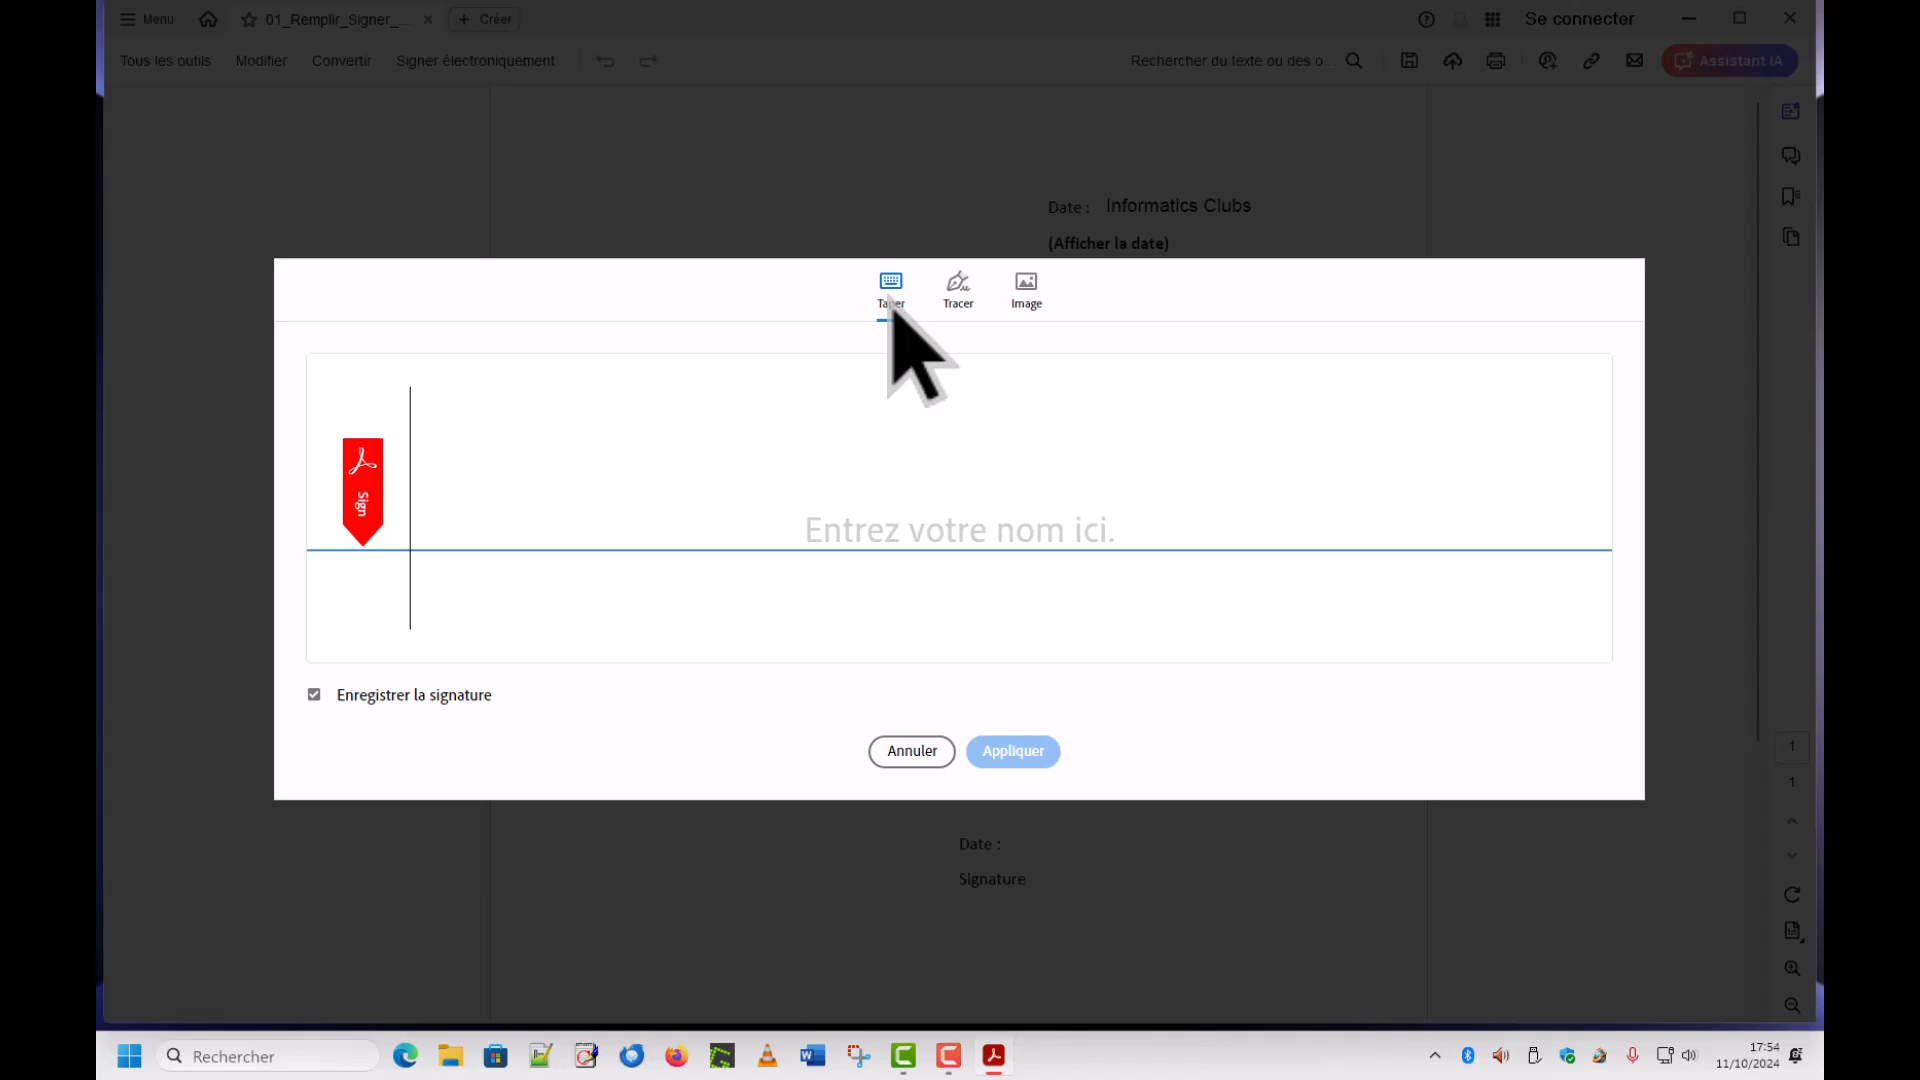 Menu
01_Remplir_Signer_...
Créer
Se connecter
Tous les outils
Modifier
Convertir
Signer électroniquement
Rechercher du texte ou des o...
Assistant IA
Date :
Informatics Clubs
(Afficher la date)
Tracer
Image
Sign
Entrez votre nom ici.
Enregistrer la signature
Annuler
Appliquer
1
1
Date :
Signature
Rechercher
17:54
11/10/2024